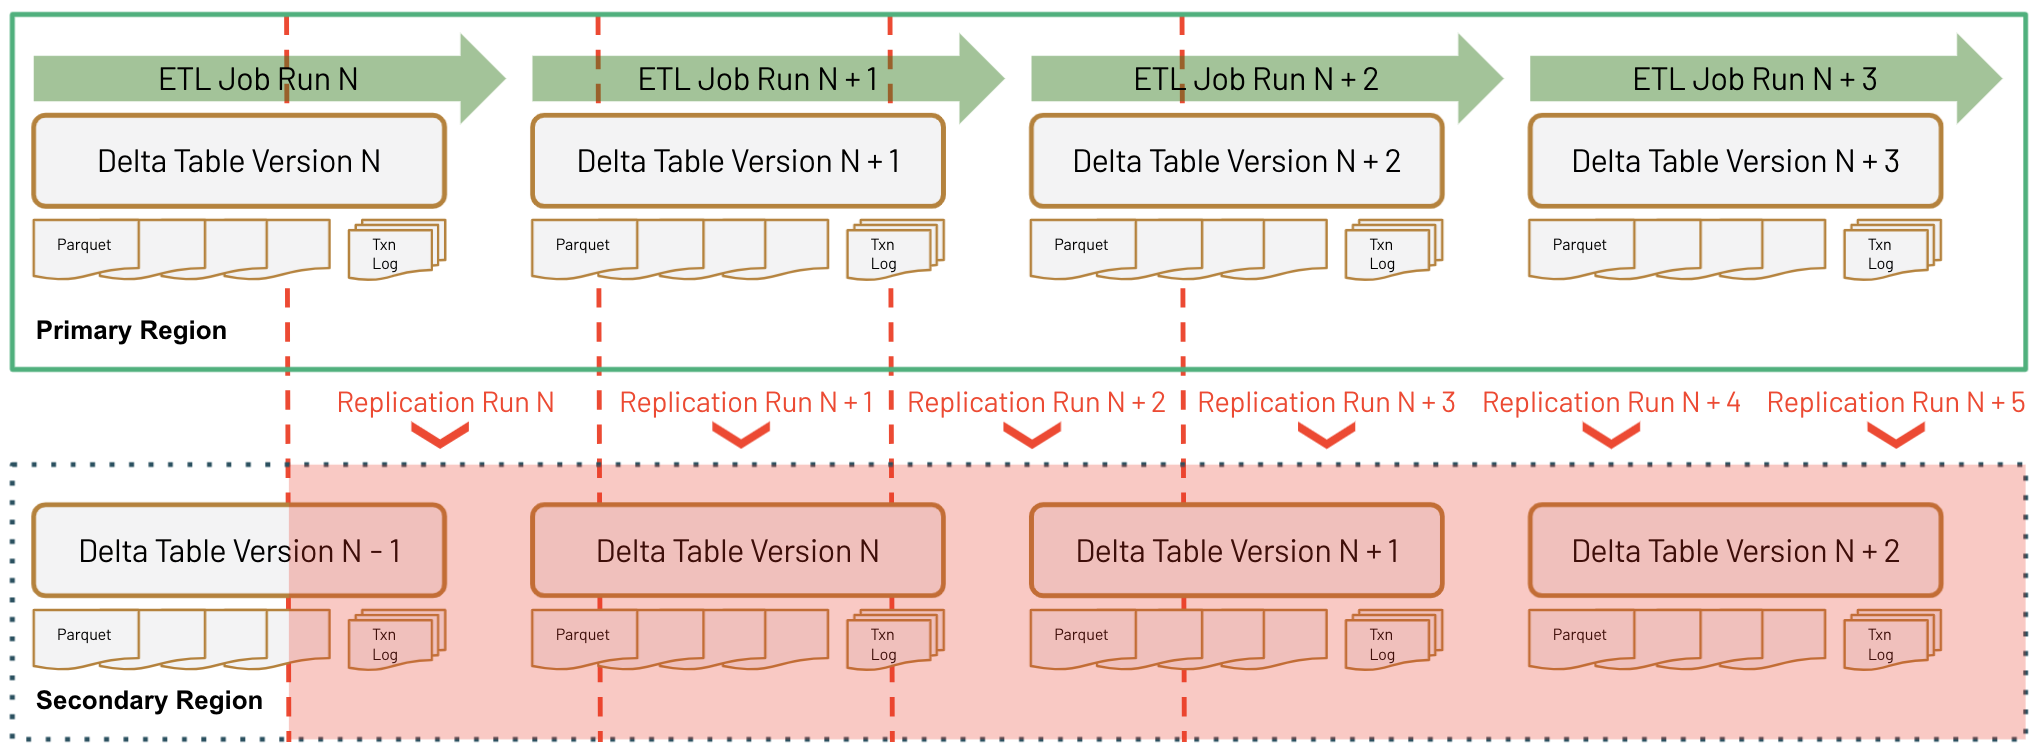 ETL Job Run N
ETL Job Run N + 1
ETL Job Run N + 2
ETL Job Run N + 3
Delta Table Version N
Delta Table Version N + 1
Delta Table Version N + 2
Delta Table Version N + 3
Parquet
Txn
Log
Parquet
Txn
Log
Parquet
Txn
Log
Parquet
Txn
Log
Primary Region
Replication Run N
Replication Run N + 1
Replication Run N + 2
Replication Run N + 3
Replication Run N + 4
Replication Run N + 5
Delta Table Version N - 1
Delta Table Version N
Delta Table Version N + 1
Delta Table Version N + 2
Parquet
Txn
Log
Parquet
Txn
Log
Parquet
Txn
Log
Parquet
Txn
Log
Secondary Region